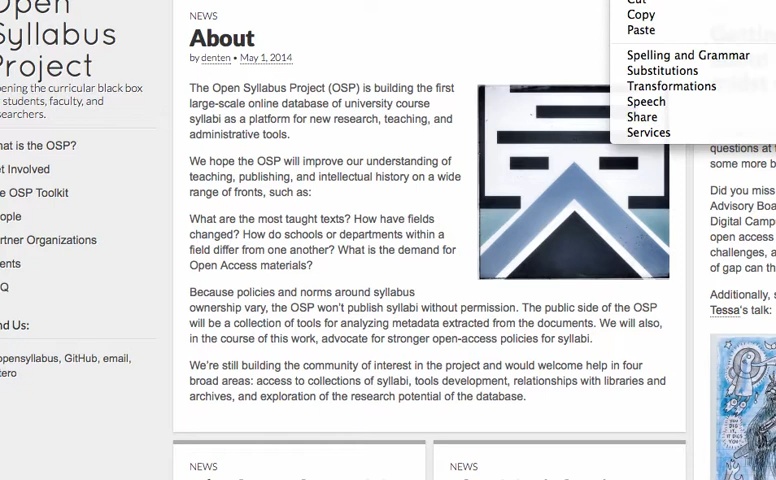 Open
Syllabus
Project
pening the curricular black box
students, faculty, and
searchers.
hat is the OSP?
et Involved
e OSP Toolkit
ople
rtner Organizations
ents
Q
nd Us:
opensyllabus, GitHub, email,
tero
NEWS
About
by denten • May 1, 2014
The Open Syllabus Project (OSP) is building the first
large-scale online database of university course
syllabi as a platform for new research, teaching, and
administrative tools.
We hope the OSP will improve our understanding of
teaching, publishing, and intellectual history on a wide
range of fronts, such as:
What are the most taught texts? How have fields
changed? How do schools or departments within a
field differ from one another? What is the demand for
Open Access materials?
Because policies and norms around syllabus
ownership vary, the OSP won't publish syllabi without permission. The public side of the OSP
will be a collection of tools for analyzing metadata extracted from the documents. We will also,
in the course of this work, advocate for stronger open-access policies for syllabi.
We're still building the community of interest in the project and would welcome help in four
broad areas: access to collections of syllabi, tools development, relationships with libraries and
archives, and exploration of the research potential of the database.
NEWS
NEWS
Cut
Copy
Paste
Spelling and Grammar
Substitutions
Transformations
Speech
Share
Services
questions at
some more b
Did you miss
Advisory Boa
Digital Camp
open access
challenges, a
of gap can th
Additionally, s
Tessa's talk: